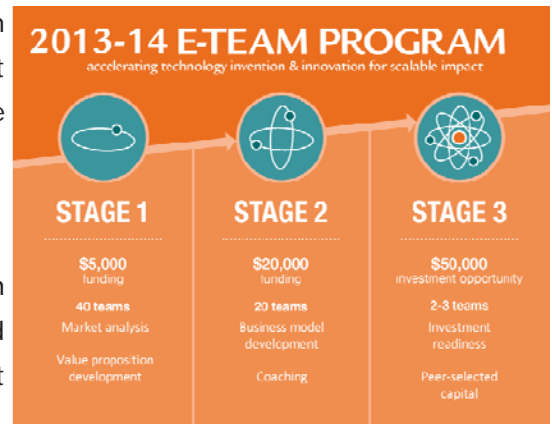 2013-14 E-TEAM PROGRAM
accelerating technology invention & innovation for scalable impact
STAGE 1
$5,000
funding
40 teams
Market analysis
Value proposition
development
STAGE 2
$20,000
funding
20 teams
Business model
development
Coaching
STAGE 3
$50,000
investment opportunity
2-3 teams
Investment
readiness
Peer-selected
capital